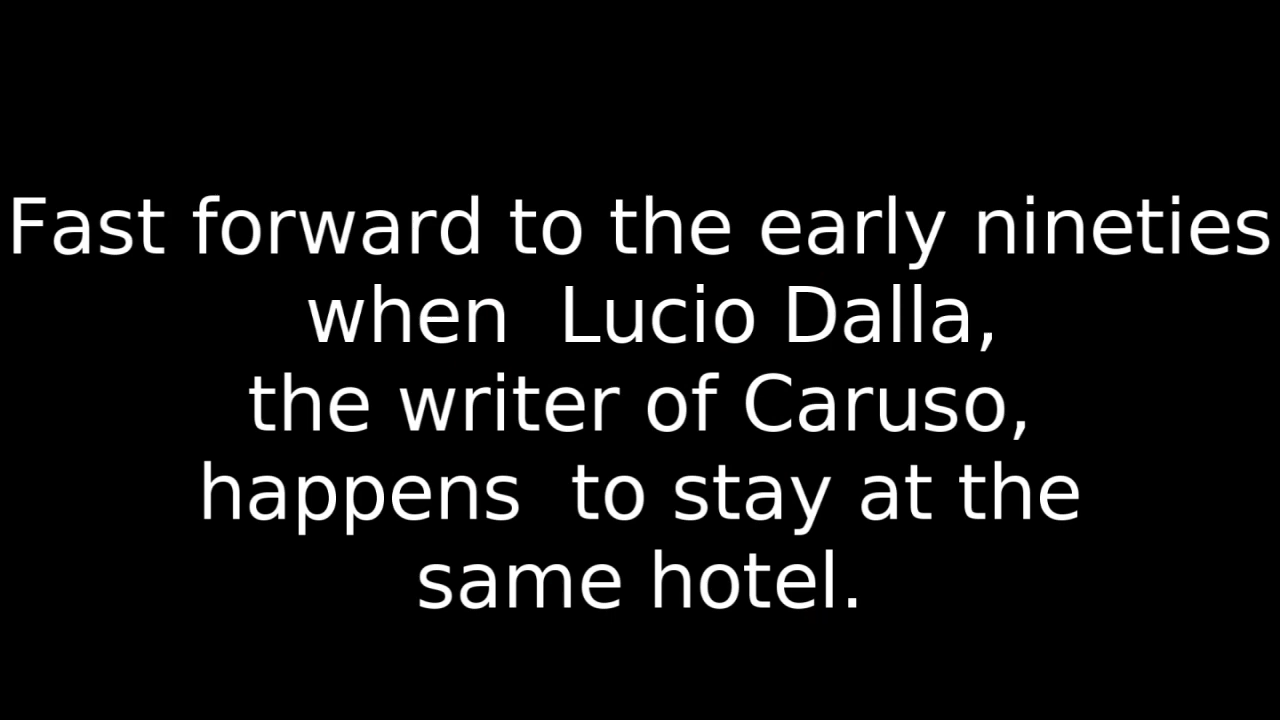 Fast forward to the early nineties
when  Lucio Dalla,
the writer of Caruso,
happens  to stay at the
same hotel.